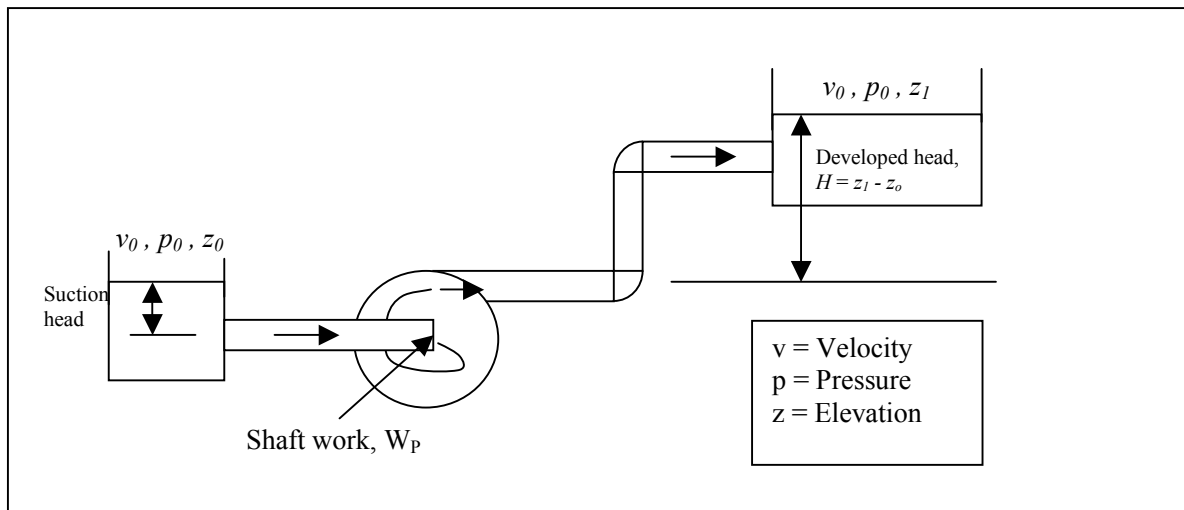 v0 , p0 , z1
Developed head,
H = z1 - zo
v0 , p0 , z0
Suction
head
v = Velocity
p = Pressure
z = Elevation
Shaft work, WP